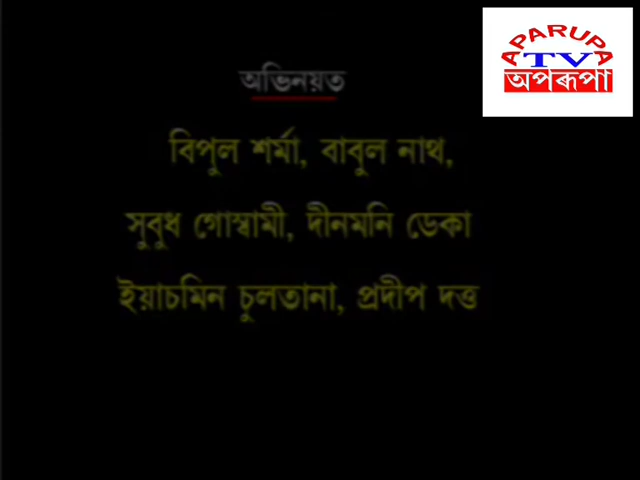 APARUPA
TV
অপৰূপা
অভিনয়ত
বিপুল শৰ্মা, বাবুল নাথ,
সুবুধ গোস্বামী, দীনমনি ডেকা
ইয়াচমিন চুলতানা, প্ৰদীপ দত্ত